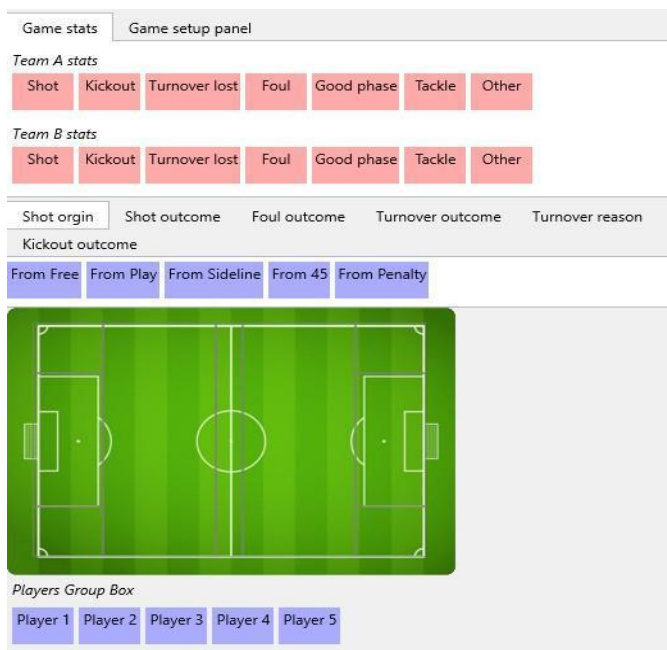 Game stats Game setup panel
Team A stats
Shot Kickout Turnover lost Foul Good phase Tackle Other
Team B stats
Shot Kickout Turnover lost Foul Good phase Tackle Other
Shot orgin Shot outcome Foul outcome Turnover outcome Turnover reason
Kickout outcome
From Free From Play From Sideline From 45 From Penalty
Players Group Box
Player 1 Player 2 Player 3 Player 4 Player 5